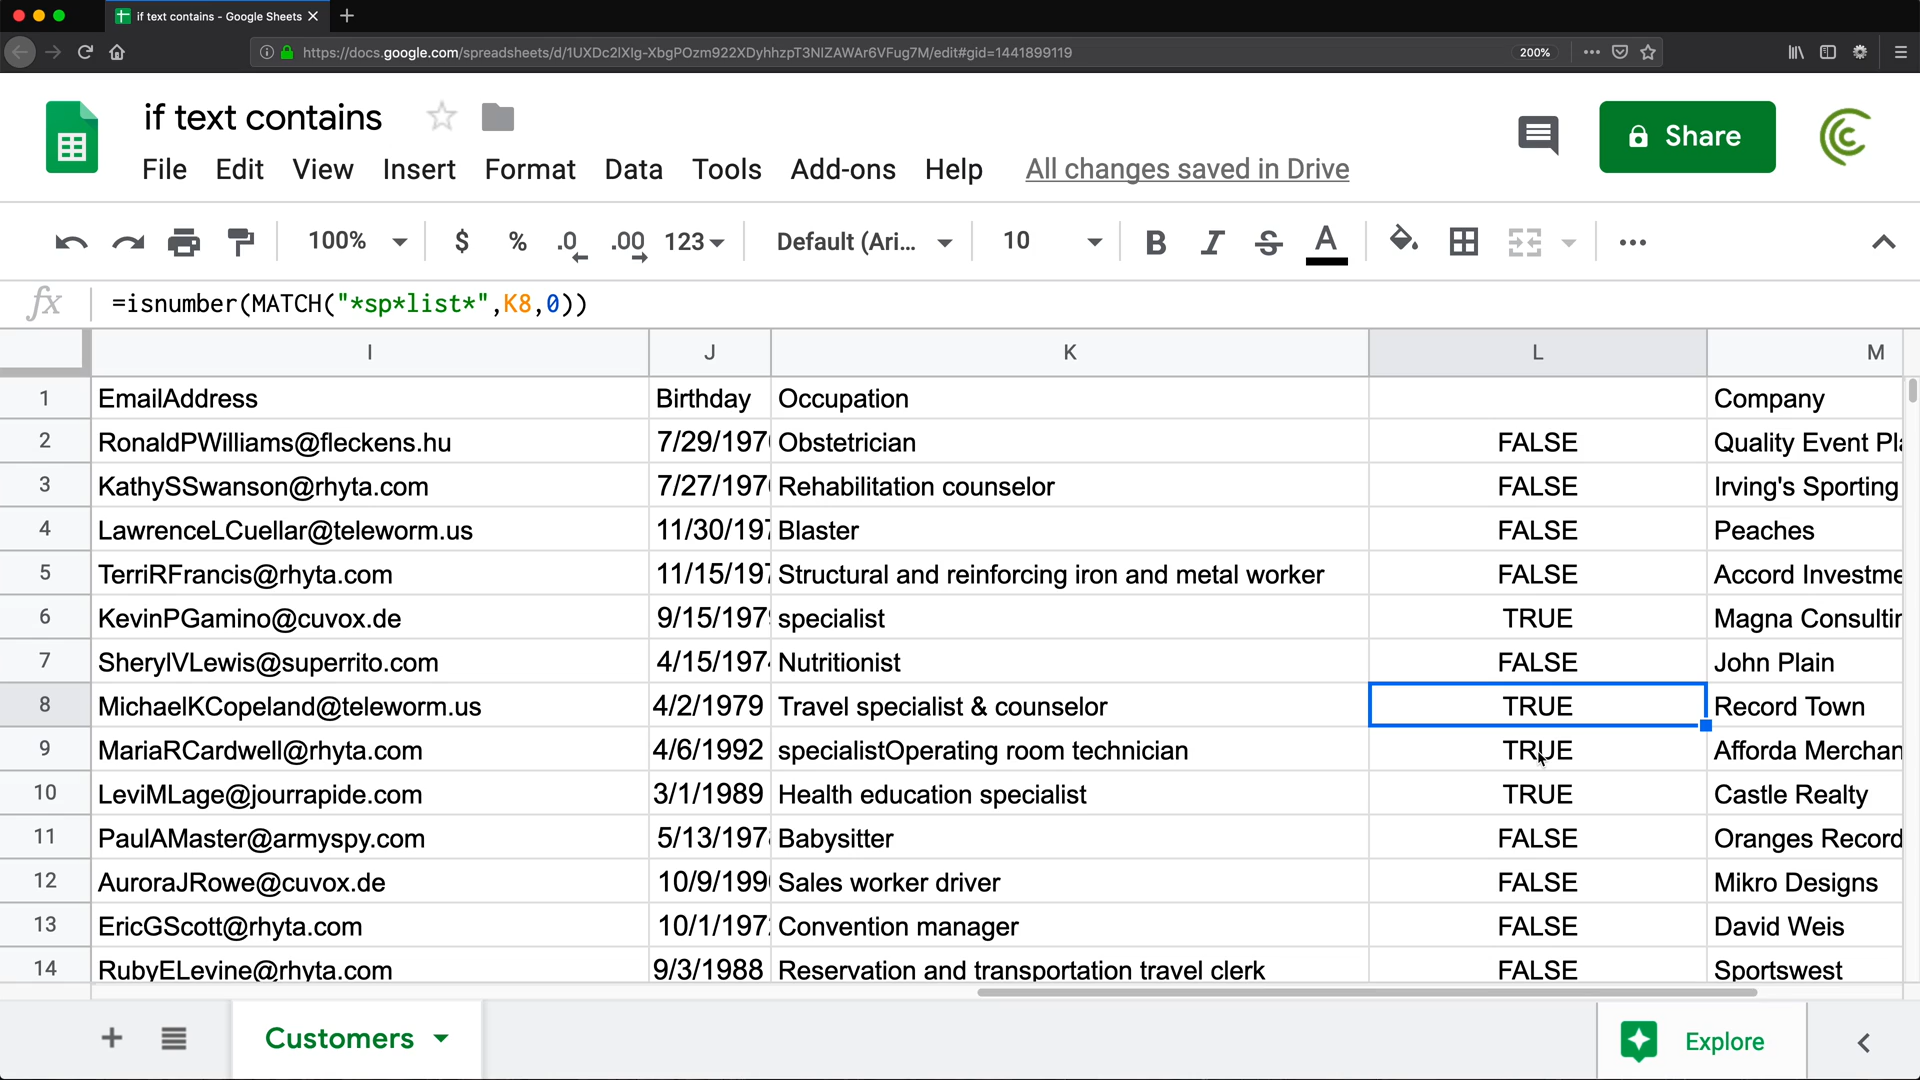 if text contains - Google Sheets
https://docs.google.com/spreadsheets/d/1UXDc2lXIg-XbgPOzm922XDyhhzpT3NIZAWAr6VFug7M/edit#gid=1441899119 200%
if text contains
File Edit View Insert Format Data Tools Add-ons Help All changes saved in Drive
Share
100% $ % .0 .00 123 Default (Ari... 10 B I S A
fx =isnumber(MATCH("*sp*list*",K8,0))
I J K L M
1 EmailAddress Birthday Occupation Company
2 RonaldPWilliams@fleckens.hu 7/29/197 Obstetrician FALSE Quality Event Pla
3 KathySSwanson@rhyta.com 7/27/197 Rehabilitation counselor FALSE Irving's Sporting
4 LawrenceLCuellar@teleworm.us 11/30/197 Blaster FALSE Peaches
5 TerriRFrancis@rhyta.com 11/15/197 Structural and reinforcing iron and metal worker FALSE Accord Investme
6 KevinPGamino@cuvox.de 9/15/197 specialist TRUE Magna Consultin
7 SherylVLewis@superrito.com 4/15/197 Nutritionist FALSE John Plain
8 MichaelKCopeland@teleworm.us 4/2/1979 Travel specialist & counselor TRUE Record Town
9 MariaRCardwell@rhyta.com 4/6/1992 specialistOperating room technician TRUE Afforda Merchan
10 LeviMLage@jourrapide.com 3/1/1989 Health education specialist TRUE Castle Realty
11 PaulAMaster@armyspy.com 5/13/197 Babysitter FALSE Oranges Record
12 AuroraJRowe@cuvox.de 10/9/199 Sales worker driver FALSE Mikro Designs
13 EricGScott@rhyta.com 10/1/197 Convention manager FALSE David Weis
14 RubyELevine@rhyta.com 9/3/1988 Reservation and transportation travel clerk FALSE Sportswest
Customers Explore